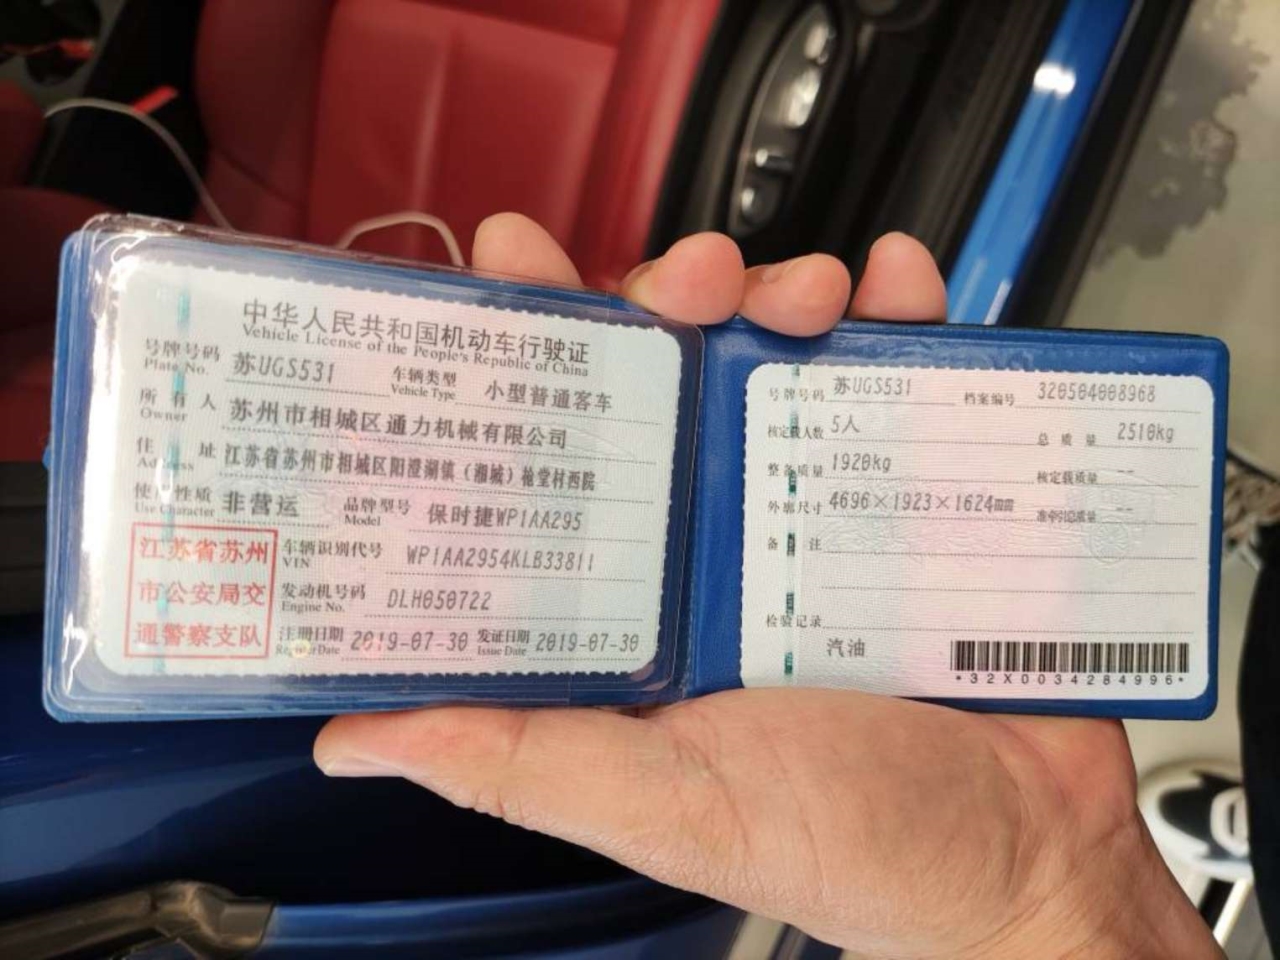 中华人民共和国机动车行驶证
Vehicle License of the People's Republic of China
号牌号码 苏UGS531 车辆类型 小型普通客车
Plate No. Vehicle Type
所有人 苏州市相城区通力机械有限公司
Owner
住址 江苏省苏州市相城区阳澄湖镇（湘城）枪堂村西院
Address
使用性质 非营运 品牌型号 保时捷WP1AA295
Use Character Model
江苏省苏州
市公安局交
通警察支队
车辆识别代号 WP1AA2954KLB33811
VIN
发动机号码 DLH050722
Engine No.
注册日期 2019-07-30 发证日期 2019-07-30
Register Date Issue Date
号牌号码 苏UGS531 档案编号 320504008968
核定载人数 5人 总质量 2510kg
整备质量 1920kg 核定载质量 --
外廓尺寸 4696×1923×1624mm 准牵引总质量 --
备注
检验记录
汽油
*32X0034284996*